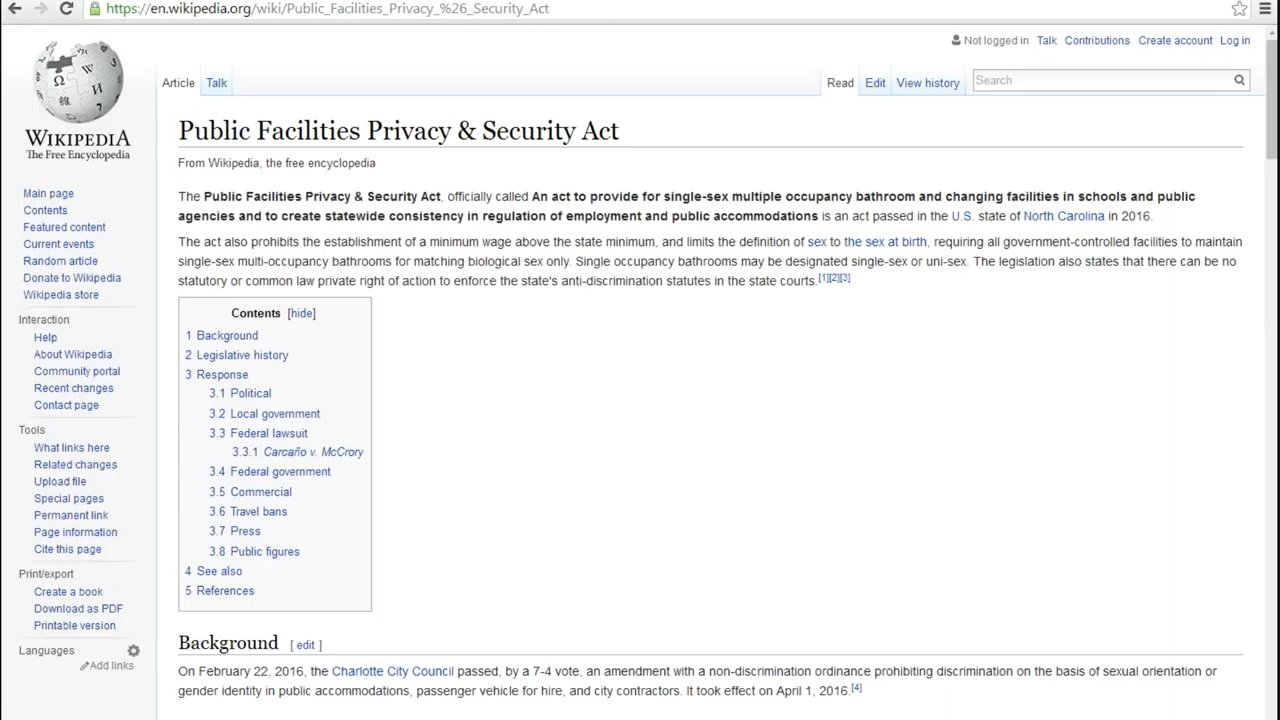 https://en.wikipedia.org/wiki/Public_Facilities_Privacy_%26_Security_Act
Not logged in Talk Contributions Create account Log in
Article Talk Read Edit View history Search
WIKIPEDIA
The Free Encyclopedia
Main page
Contents
Featured content
Current events
Random article
Donate to Wikipedia
Wikipedia store
Interaction
Help
About Wikipedia
Community portal
Recent changes
Contact page
Tools
What links here
Related changes
Upload file
Special pages
Permanent link
Page information
Cite this page
Print/export
Create a book
Download as PDF
Printable version
Languages
Add links
Public Facilities Privacy & Security Act
From Wikipedia, the free encyclopedia
The Public Facilities Privacy & Security Act, officially called An act to provide for single-sex multiple occupancy bathroom and changing facilities in schools and public
agencies and to create statewide consistency in regulation of employment and public accommodations is an act passed in the U.S. state of North Carolina in 2016.
The act also prohibits the establishment of a minimum wage above the state minimum, and limits the definition of sex to the sex at birth, requiring all government-controlled facilities to maintain
single-sex multi-occupancy bathrooms for matching biological sex only. Single occupancy bathrooms may be designated single-sex or uni-sex. The legislation also states that there can be no
statutory or common law private right of action to enforce the state's anti-discrimination statutes in the state courts.[1][2][3]
Contents [hide]
1 Background
2 Legislative history
3 Response
3.1 Political
3.2 Local government
3.3 Federal lawsuit
3.3.1 Carcaño v. McCrory
3.4 Federal government
3.5 Commercial
3.6 Travel bans
3.7 Press
3.8 Public figures
4 See also
5 References
Background [ edit ]
On February 22, 2016, the Charlotte City Council passed, by a 7-4 vote, an amendment with a non-discrimination ordinance prohibiting discrimination on the basis of sexual orientation or
gender identity in public accommodations, passenger vehicle for hire, and city contractors. It took effect on April 1, 2016.[4]